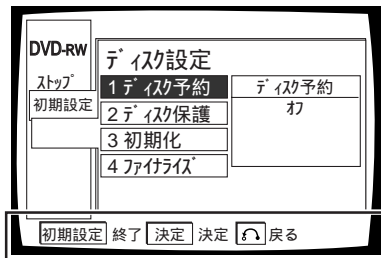 DVD-RW
ストップ
初期設定
ディスク設定
1 ディスク予約
2 ディスク保護
3 初期化
4 ファイナライズ
ディスク予約
オフ
初期設定 終了 決定 決定 戻る